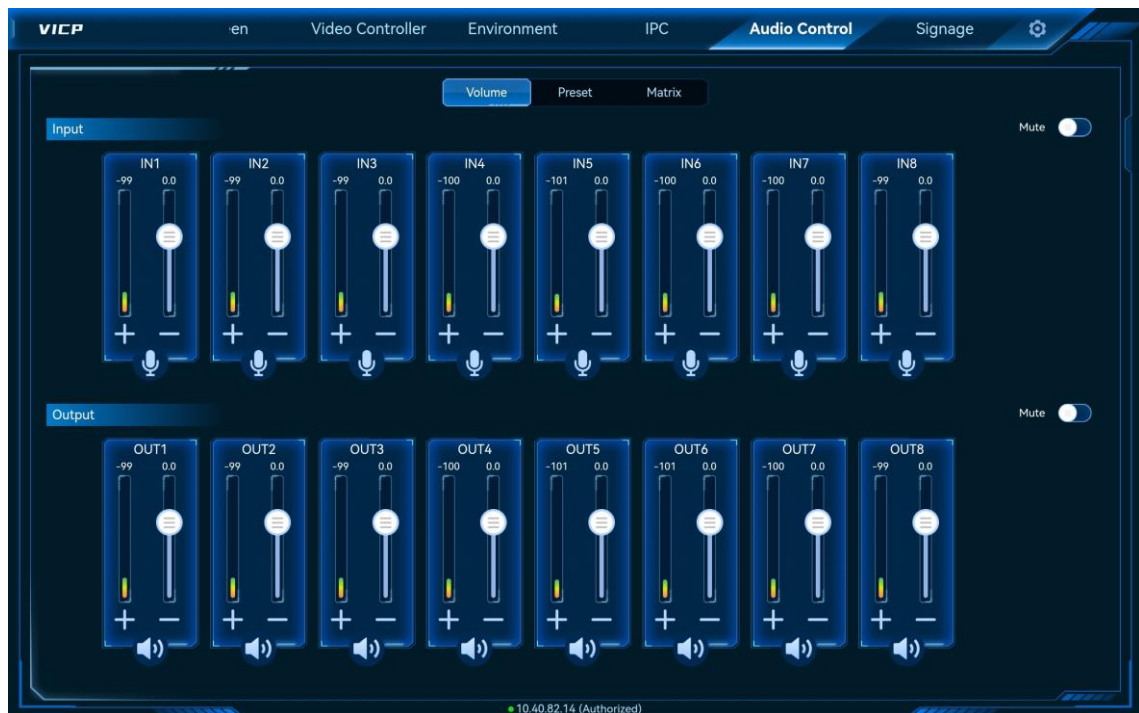 VICP en Video Controller Environment IPC Audio Control Signage
Volume Preset Matrix
Input Mute
IN1 IN2 IN3 IN4 IN5 IN6 IN7 IN8
-99 0.0 -99 0.0 -99 0.0 -100 0.0 -101 0.0 -100 0.0 -100 0.0 -99 0.0
Output Mute
OUT1 OUT2 OUT3 OUT4 OUT5 OUT6 OUT7 OUT8
-99 0.0 -99 0.0 -99 0.0 -100 0.0 -101 0.0 -101 0.0 -100 0.0 -99 0.0
10.40.82.14 (Authorized)